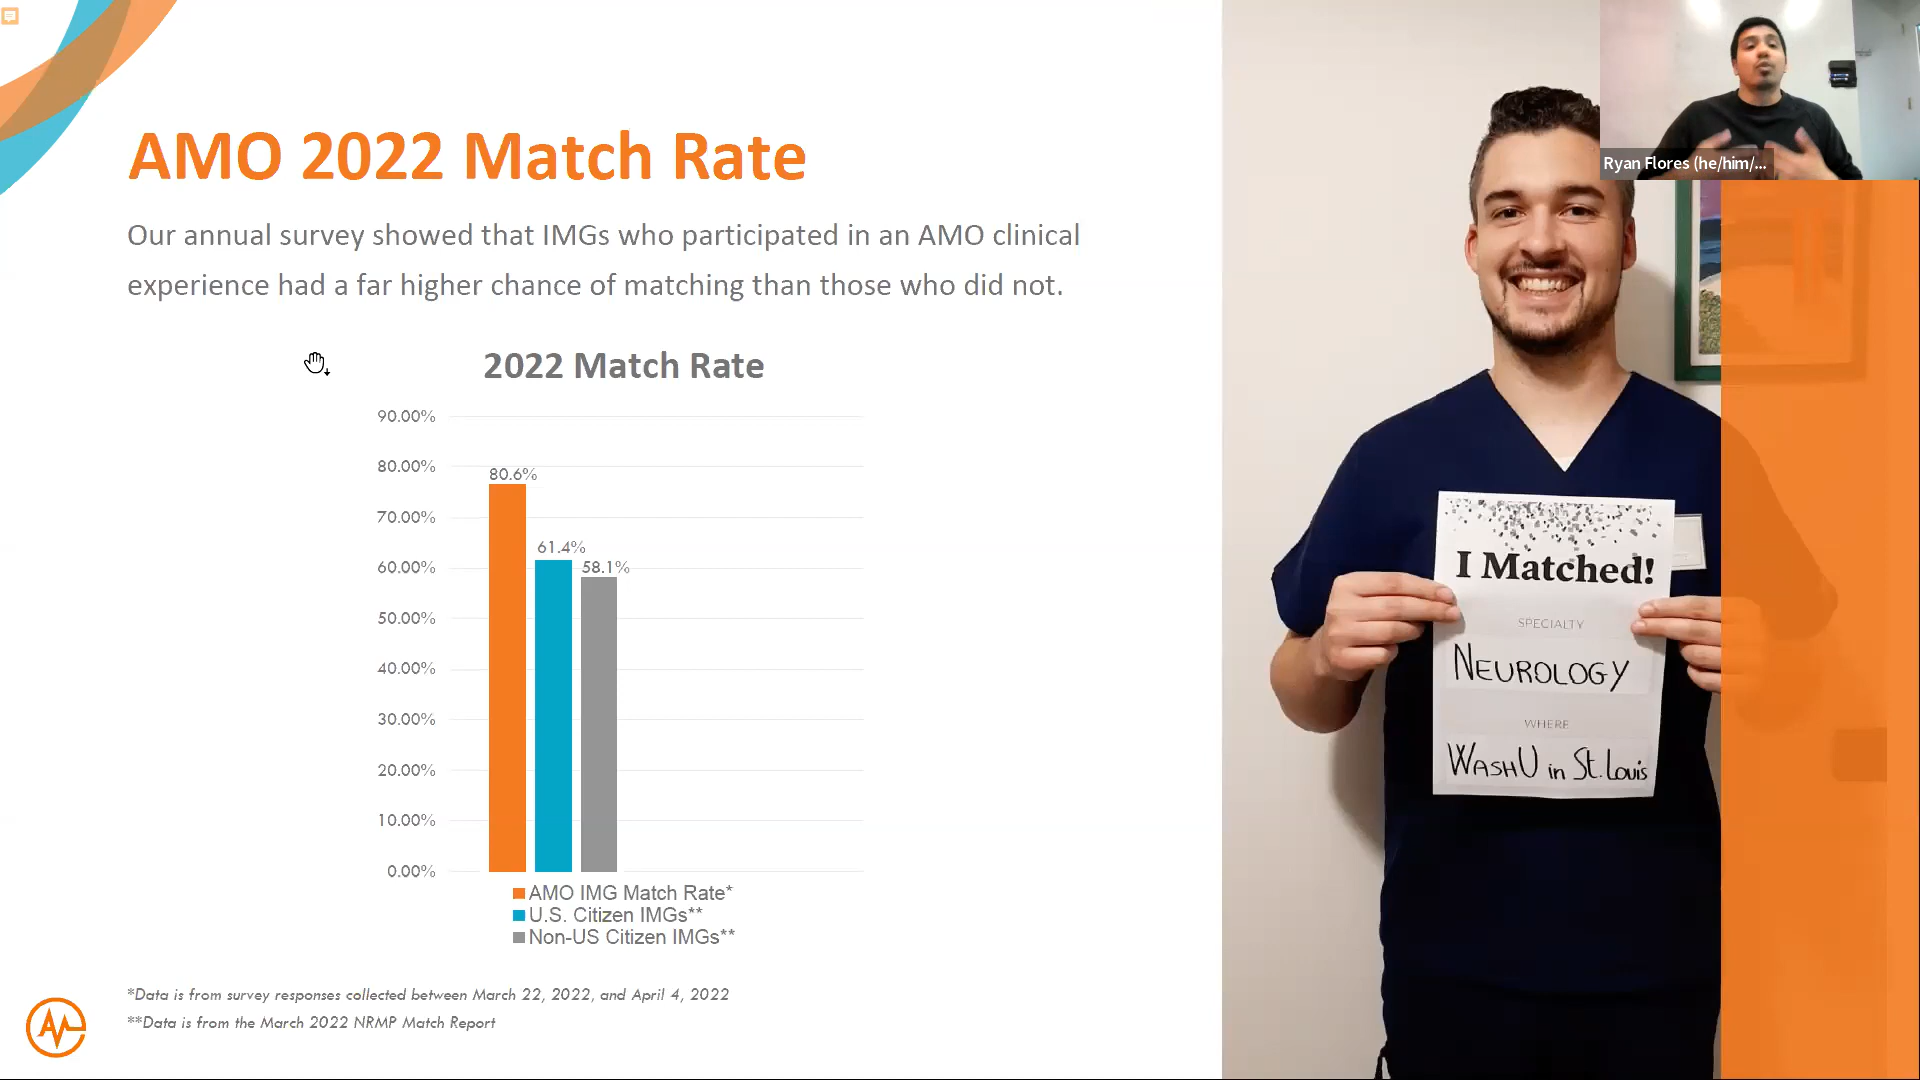 AMO 2022 Match Rate
Our annual survey showed that IMGs who participated in an AMO clinical
experience had a far higher chance of matching than those who did not.
2022 Match Rate
90.00%
80.00%
70.00%
60.00%
50.00%
40.00%
30.00%
20.00%
10.00%
0.00%
80.6%
61.4%
58.1%
AMO IMG Match Rate*
U.S. Citizen IMGs**
Non-US Citizen IMGs**
*Data is from survey responses collected between March 22, 2022, and April 4, 2022
**Data is from the March 2022 NRMP Match Report
Ryan Flores (he/him/...
I Matched!
SPECIALTY
NEUROLOGY
WHERE
WASHU in St. Louis